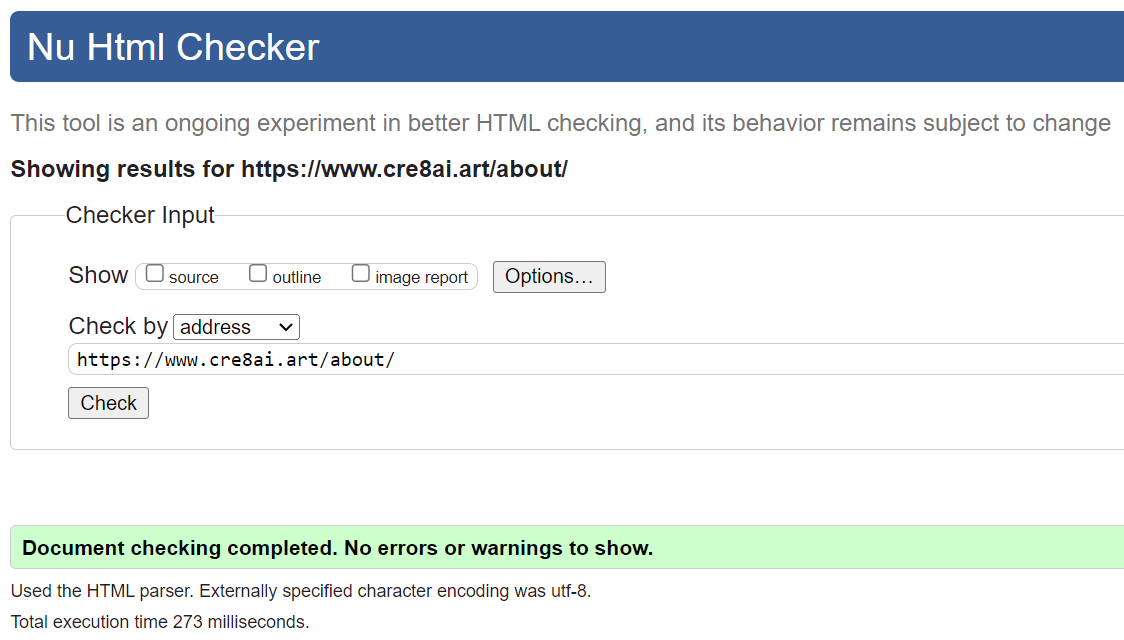 Nu Html Checker
This tool is an ongoing experiment in better HTML checking, and its behavior remains subject to change
Showing results for https://www.cre8ai.art/about/
Checker Input
Show source outline image report Options...
Check by address
https://www.cre8ai.art/about/
Check
Document checking completed. No errors or warnings to show.
Used the HTML parser. Externally specified character encoding was utf-8.
Total execution time 273 milliseconds.